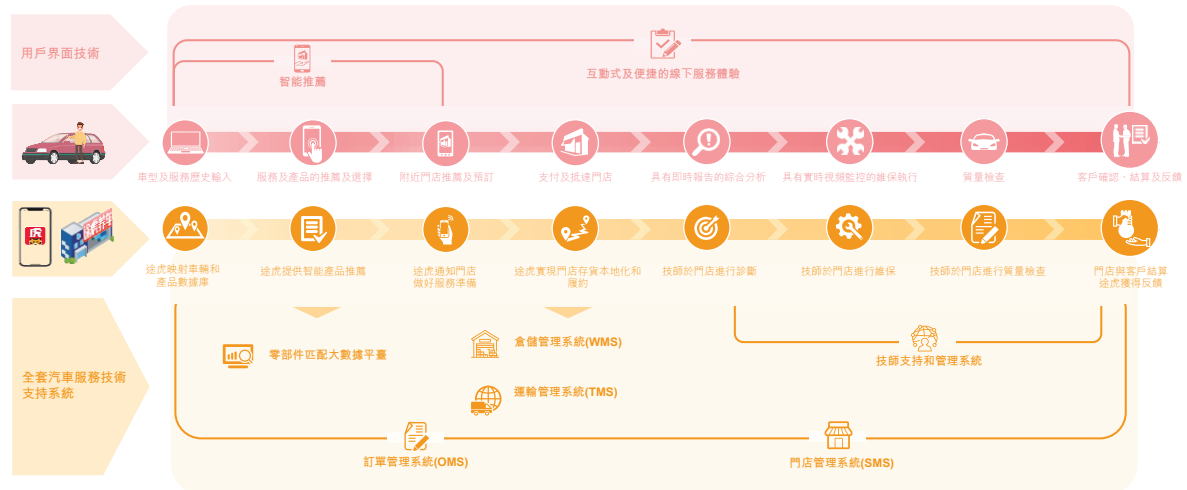 用戶界面技術
智能推薦
互動式及便捷的線下服務體驗
車型及服務歷史輸入
服務及產品的推薦及選擇
附近門店推薦及預訂
支付及抵達門店
具有即時報告的綜合分析
具有實時視頻監控的維保執行
質量檢查
客戶確認、結算及反饋
虎
途虎映射車輛和
產品數據庫
途虎提供智能產品推薦
途虎通知門店
做好服務準備
途虎實現門店存貨本地化和
履約
技師於門店進行診斷
技師於門店進行維保
技師於門店進行質量檢查
門店與客戶結算
途虎獲得反饋
全套汽車服務技術
支持系統
零部件匹配大數據平臺
倉儲管理系統(WMS)
運輸管理系統(TMS)
技師支持和管理系統
訂單管理系統(OMS)
門店管理系統(SMS)